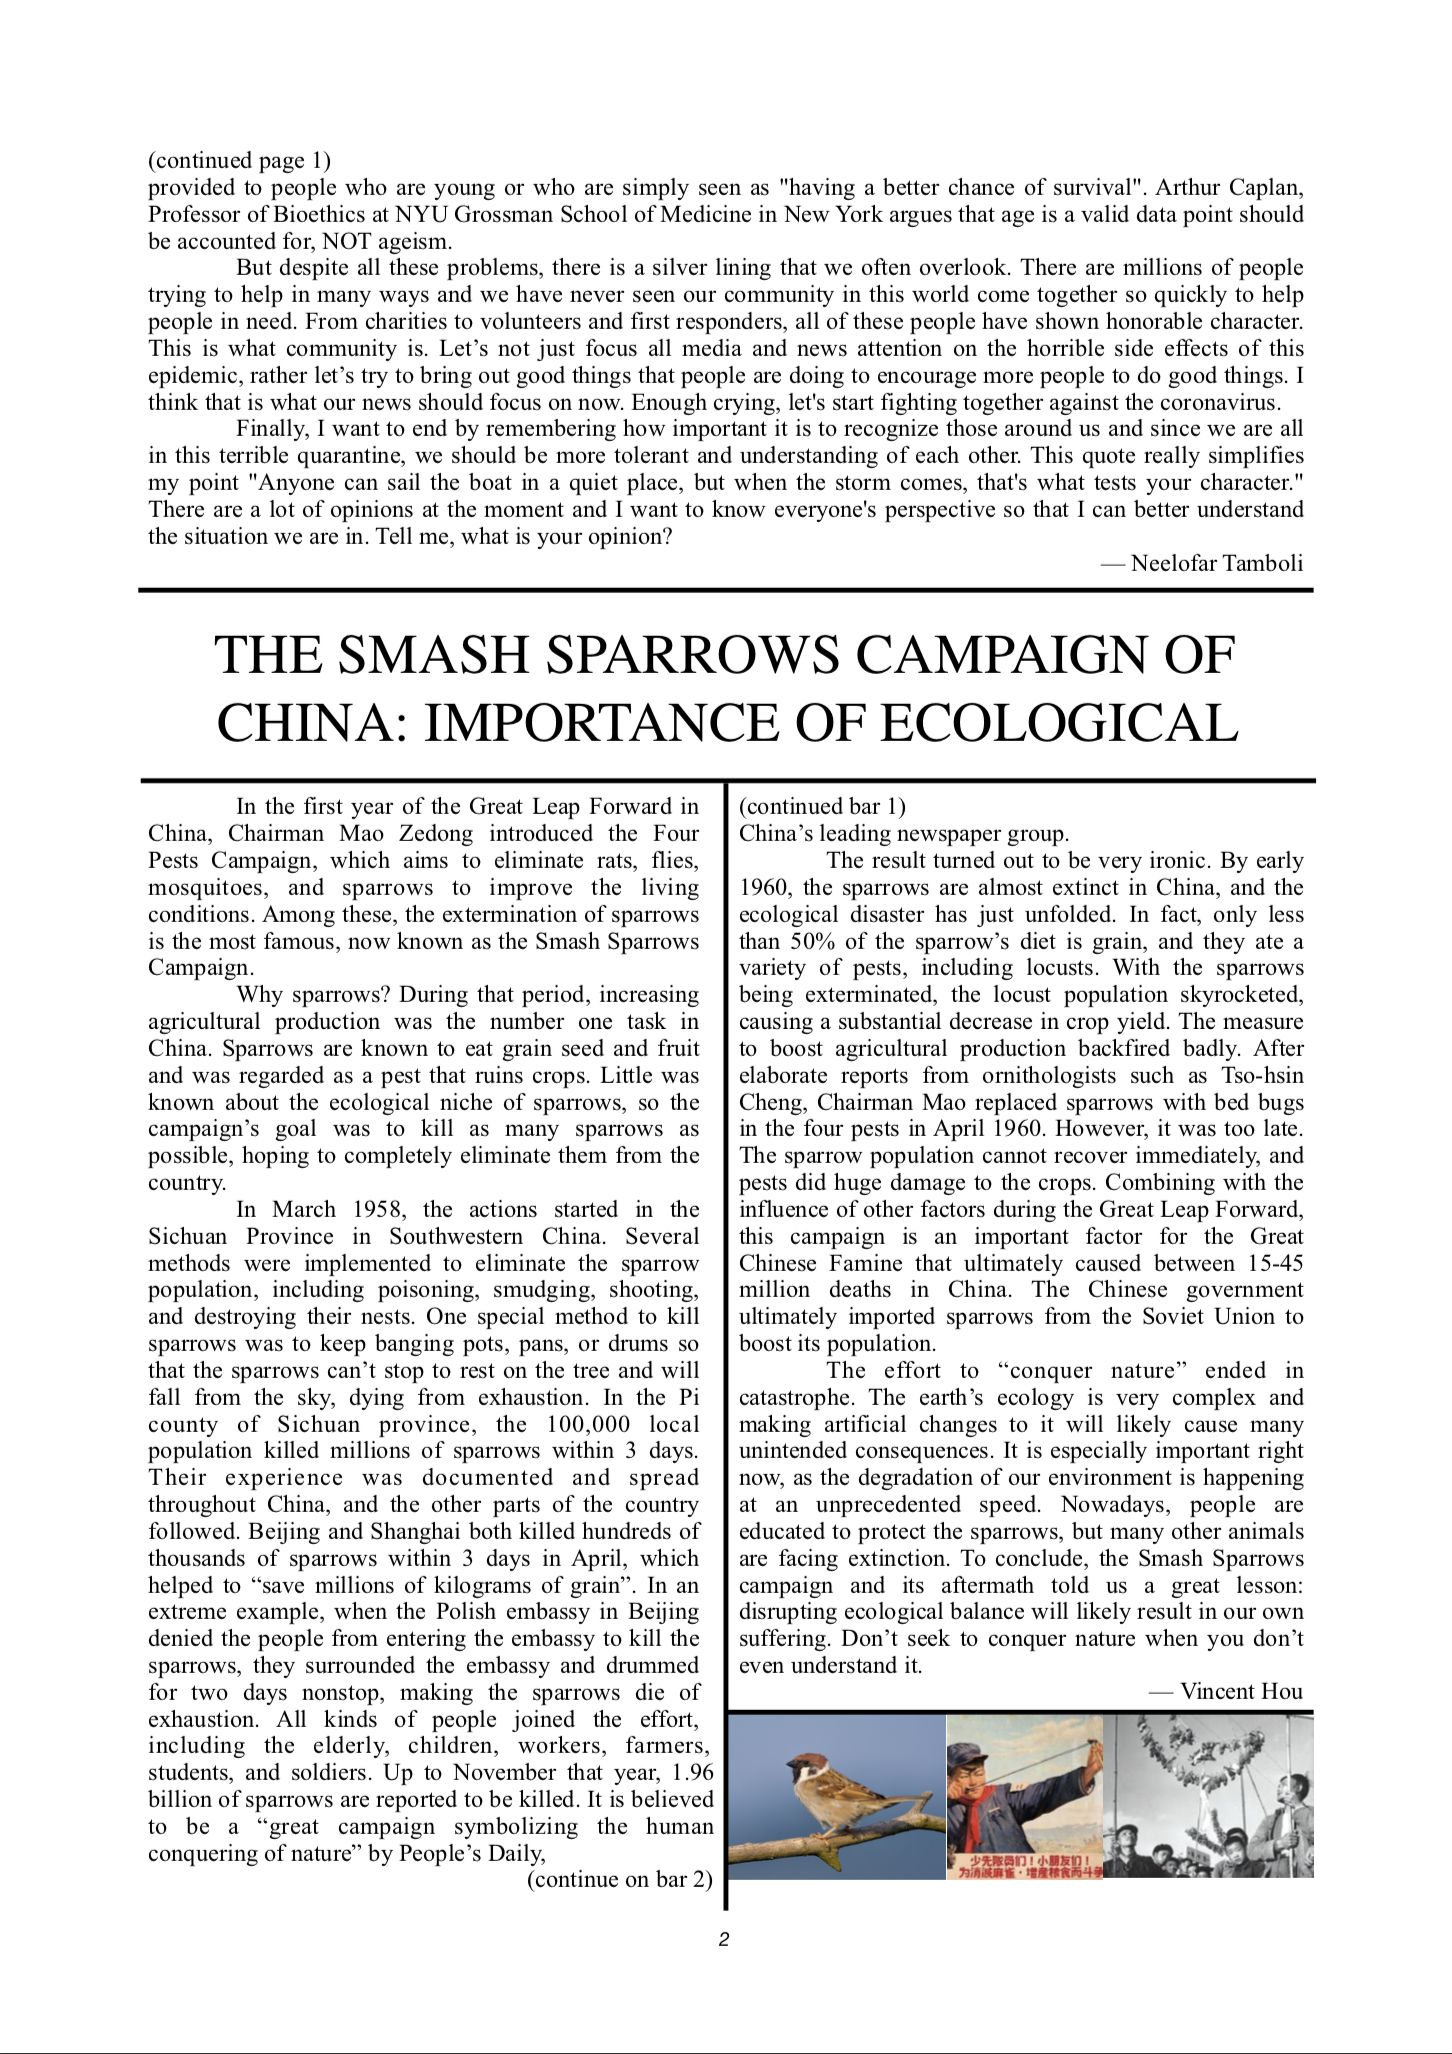 (continued page 1)
provided to people who are young or who are simply seen as "having a better chance of survival". Arthur Caplan,
Professor of Bioethics at NYU Grossman School of Medicine in New York argues that age is a valid data point should
be accounted for, NOT ageism.
But despite all these problems, there is a silver lining that we often overlook. There are millions of people
trying to help in many ways and we have never seen our community in this world come together so quickly to help
people in need. From charities to volunteers and first responders, all of these people have shown honorable character.
This is what community is. Let’s not just focus all media and news attention on the horrible side effects of this
epidemic, rather let’s try to bring out good things that people are doing to encourage more people to do good things. I
think that is what our news should focus on now. Enough crying, let's start fighting together against the coronavirus.
Finally, I want to end by remembering how important it is to recognize those around us and since we are all
in this terrible quarantine, we should be more tolerant and understanding of each other. This quote really simplifies
my point "Anyone can sail the boat in a quiet place, but when the storm comes, that's what tests your character."
There are a lot of opinions at the moment and I want to know everyone's perspective so that I can better understand
the situation we are in. Tell me, what is your opinion?
— Neelofar Tamboli
THE SMASH SPARROWS CAMPAIGN OF
CHINA: IMPORTANCE OF ECOLOGICAL
In the first year of the Great Leap Forward in
China, Chairman Mao Zedong introduced the Four
Pests Campaign, which aims to eliminate rats, flies,
mosquitoes, and sparrows to improve the living
conditions. Among these, the extermination of sparrows
is the most famous, now known as the Smash Sparrows
Campaign.
Why sparrows? During that period, increasing
agricultural production was the number one task in
China. Sparrows are known to eat grain seed and fruit
and was regarded as a pest that ruins crops. Little was
known about the ecological niche of sparrows, so the
campaign’s goal was to kill as many sparrows as
possible, hoping to completely eliminate them from the
country.
In March 1958, the actions started in the
Sichuan Province in Southwestern China. Several
methods were implemented to eliminate the sparrow
population, including poisoning, smudging, shooting,
and destroying their nests. One special method to kill
sparrows was to keep banging pots, pans, or drums so
that the sparrows can’t stop to rest on the tree and will
fall from the sky, dying from exhaustion. In the Pi
county of Sichuan province, the 100,000 local
population killed millions of sparrows within 3 days.
Their experience was documented and spread
throughout China, and the other parts of the country
followed. Beijing and Shanghai both killed hundreds of
thousands of sparrows within 3 days in April, which
helped to “save millions of kilograms of grain”. In an
extreme example, when the Polish embassy in Beijing
denied the people from entering the embassy to kill the
sparrows, they surrounded the embassy and drummed
for two days nonstop, making the sparrows die of
exhaustion. All kinds of people joined the effort,
including the elderly, children, workers, farmers,
students, and soldiers. Up to November that year, 1.96
billion of sparrows are reported to be killed. It is believed
to be a “great campaign symbolizing the human
conquering of nature” by People’s Daily,
(continue on bar 2)
(continued bar 1)
China’s leading newspaper group.
The result turned out to be very ironic. By early
1960, the sparrows are almost extinct in China, and the
ecological disaster has just unfolded. In fact, only less
than 50% of the sparrow’s diet is grain, and they ate a
variety of pests, including locusts. With the sparrows
being exterminated, the locust population skyrocketed,
causing a substantial decrease in crop yield. The measure
to boost agricultural production backfired badly. After
elaborate reports from ornithologists such as Tso-hsin
Cheng, Chairman Mao replaced sparrows with bed bugs
in the four pests in April 1960. However, it was too late.
The sparrow population cannot recover immediately, and
pests did huge damage to the crops. Combining with the
influence of other factors during the Great Leap Forward,
this campaign is an important factor for the Great
Chinese Famine that ultimately caused between 15-45
million deaths in China. The Chinese government
ultimately imported sparrows from the Soviet Union to
boost its population.
The effort to “conquer nature” ended in
catastrophe. The earth’s ecology is very complex and
making artificial changes to it will likely cause many
unintended consequences. It is especially important right
now, as the degradation of our environment is happening
at an unprecedented speed. Nowadays, people are
educated to protect the sparrows, but many other animals
are facing extinction. To conclude, the Smash Sparrows
campaign and its aftermath told us a great lesson:
disrupting ecological balance will likely result in our own
suffering. Don’t seek to conquer nature when you don’t
even understand it.
— Vincent Hou
少先隊員们！小朋友们！
为消滅麻雀·增產粮食而斗爭
2